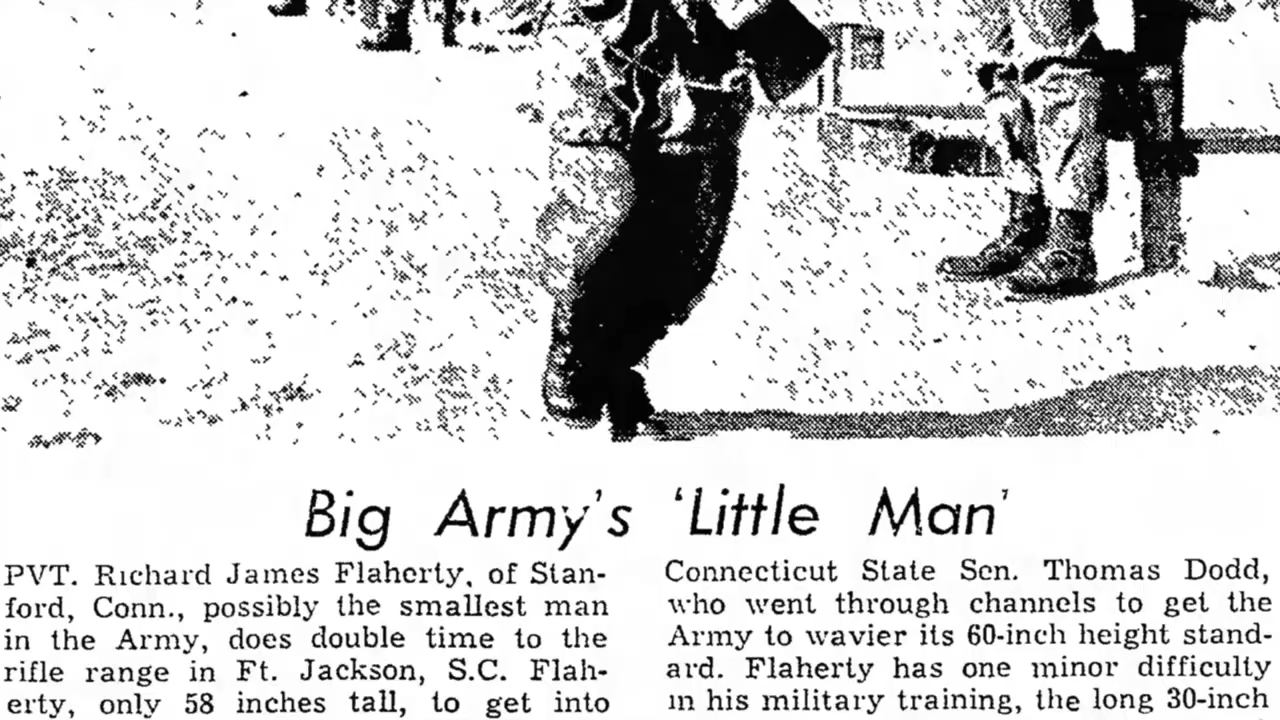 Big Army's 'Little Man'
PVT. Richard James Flaherty, of Stan-
ford, Conn., possibly the smallest man
in the Army, does double time to the
rifle range in Ft. Jackson, S.C. Flah-
erty, only 58 inches tall, to get into
Connecticut State Sen. Thomas Dodd,
who went through channels to get the
Army to wavier its 60-inch height stand-
ard. Flaherty has one minor difficulty
in his military training, the long 30-inch